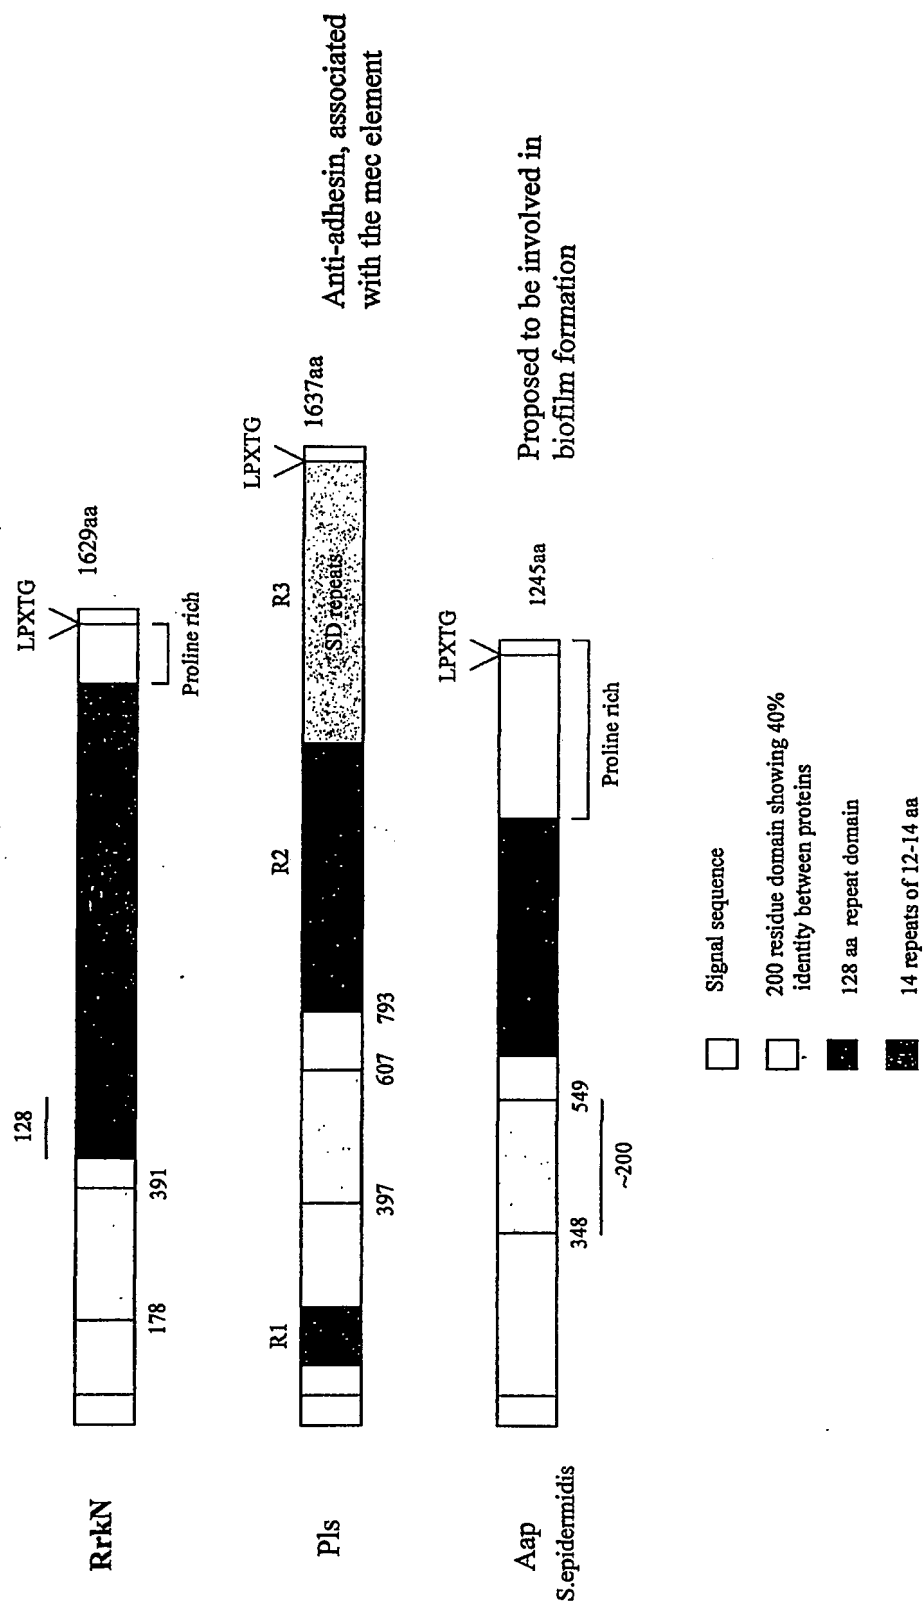 RrkN
128
LPXTG
1629aa
178
391
Proline rich
Pls
R1
R2
R3
LPXTG
1637aa
SD repeats
397
607
793
Anti-adhesin, associated
with the mec element
Aap
S.epidermidis
LPXTG
1245aa
348
549
~200
Proline rich
Proposed to be involved in
biofilm formation
Signal sequence
200 residue domain showing 40%
identity between proteins
128 aa repeat domain
14 repeats of 12-14 aa